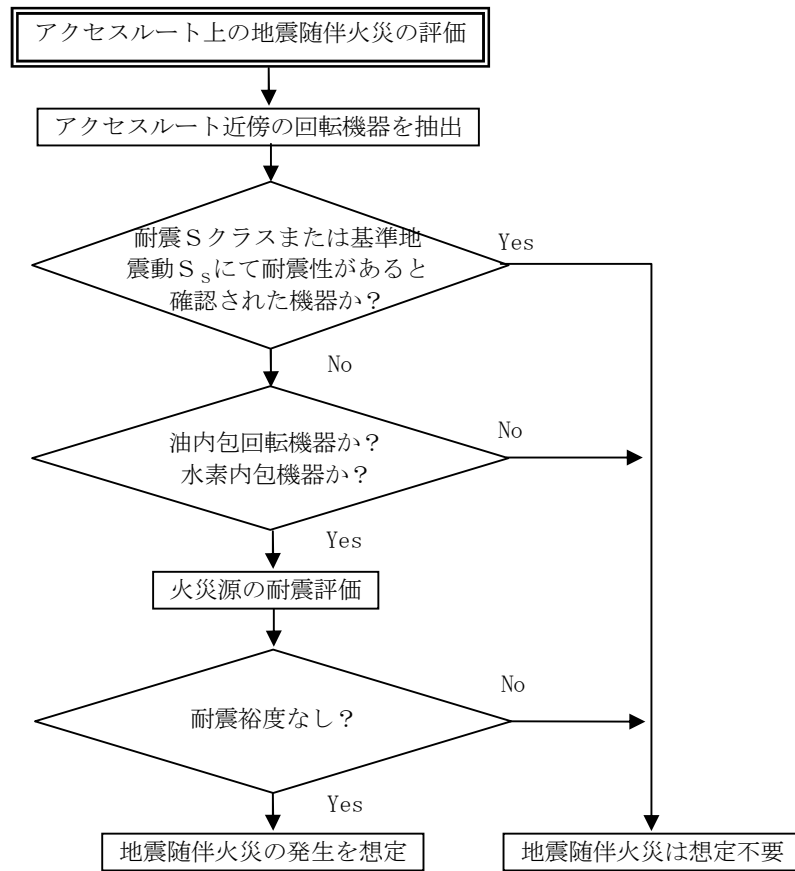 アクセスルート上の地震随伴火災の評価
アクセスルート近傍の回転機器を抽出
耐震Ｓクラスまたは基準地
震動Ｓsにて耐震性があると
確認された機器か？
Yes
No
油内包回転機器か？
水素内包機器か？
No
Yes
火災源の耐震評価
耐震裕度なし？
No
Yes
地震随伴火災の発生を想定
地震随伴火災は想定不要